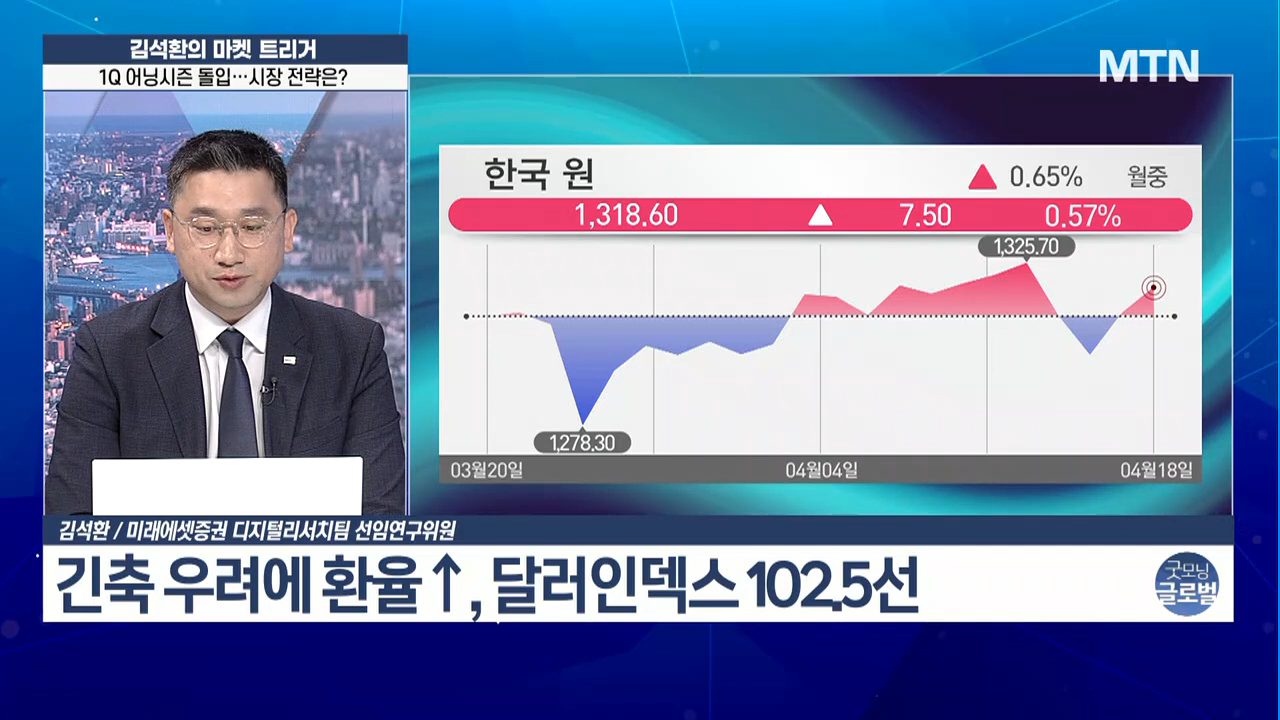 김석환의 마켓 트리거
1Q 어닝시즌 돌입…시장 전략은?
MTN
한국 원
▲ 0.65% 월중
1,318.60 ▲ 7.50 0.57%
1,325.70
1,278.30
03월20일 04월04일 04월18일
김석환 / 미래에셋증권 디지털리서치팀 선임연구위원
긴축 우려에 환율↑, 달러인덱스 102.5선
굿모닝
글로벌